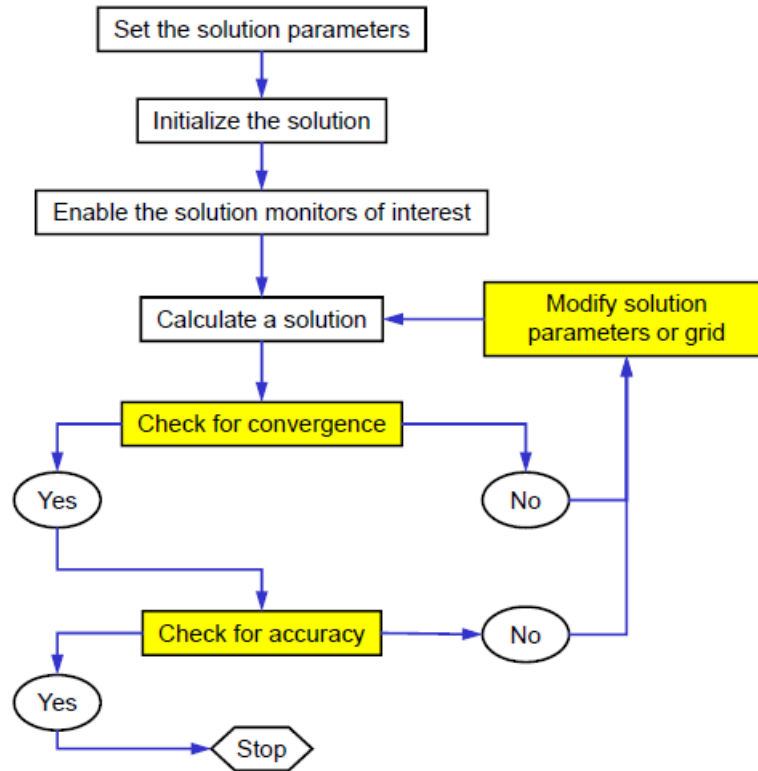 Set the solution parameters
Initialize the solution
Enable the solution monitors of interest
Calculate a solution
Modify solution
parameters or grid
Check for convergence
Yes
No
Check for accuracy
No
Yes
Stop